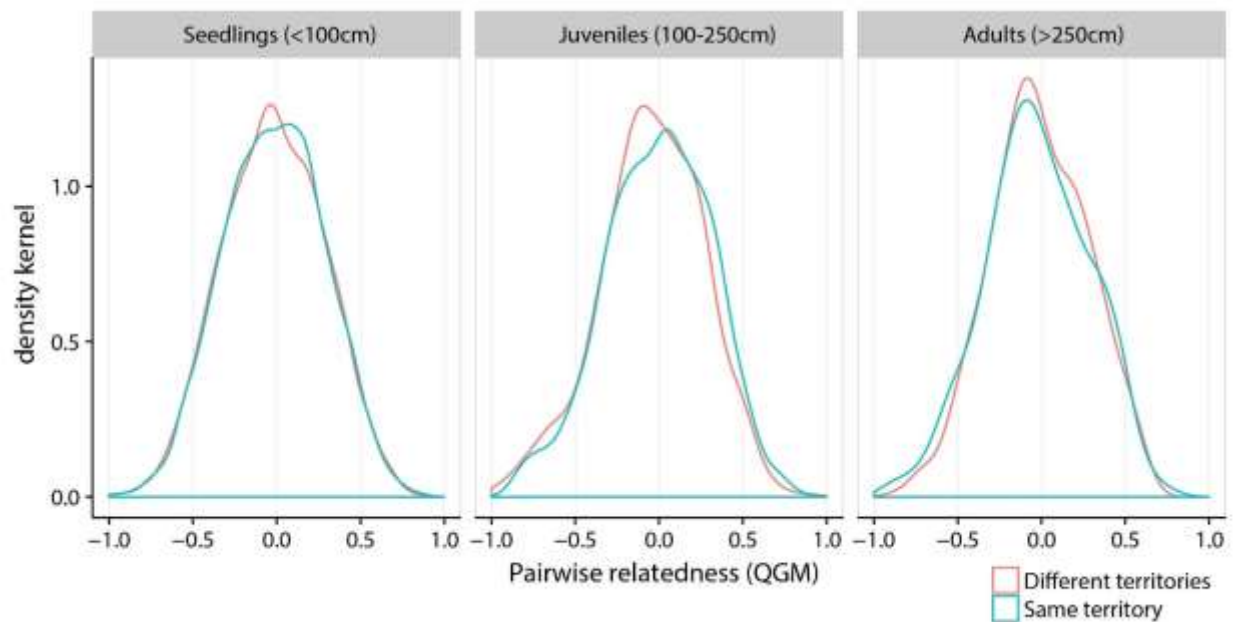 Seedlings (<100cm)
Juveniles (100-250cm)
Adults (>250cm)
density kernel
1.0
0.5
0.0
−1.0 −0.5 0.0 0.5 1.0
−1.0 −0.5 0.0 0.5 1.0
−1.0 −0.5 0.0 0.5 1.0
Pairwise relatedness (QGM)
Different territories
Same territory